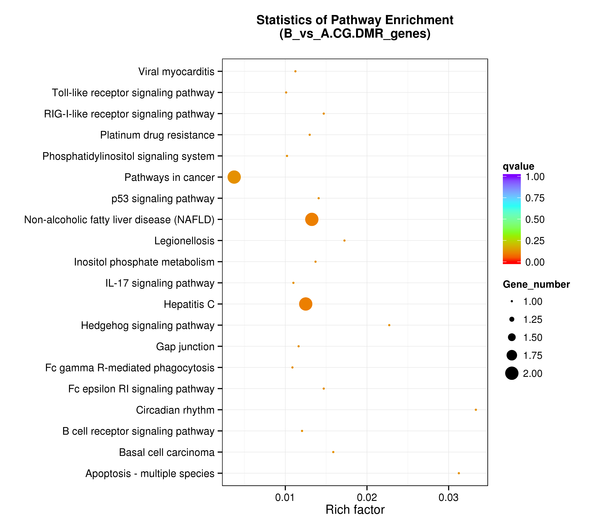 Statistics of Pathway Enrichment
(B_vs_A.CG.DMR_genes)
Viral myocarditis
Toll-like receptor signaling pathway
RIG-I-like receptor signaling pathway
Platinum drug resistance
Phosphatidylinositol signaling system
Pathways in cancer
p53 signaling pathway
Non-alcoholic fatty liver disease (NAFLD)
Legionellosis
Inositol phosphate metabolism
IL-17 signaling pathway
Hepatitis C
Hedgehog signaling pathway
Gap junction
Fc gamma R-mediated phagocytosis
Fc epsilon RI signaling pathway
Circadian rhythm
B cell receptor signaling pathway
Basal cell carcinoma
Apoptosis - multiple species
0.01 0.02 0.03
Rich factor
qvalue
1.00
0.75
0.50
0.25
0.00
Gene_number
1.00
1.25
1.50
1.75
2.00